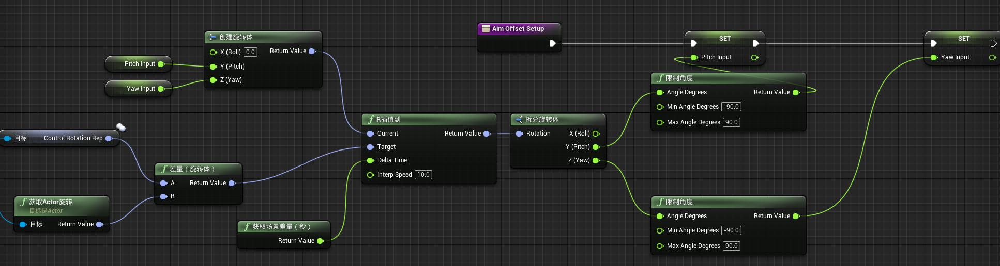 创建旋转体
X (Roll) 0.0 Return Value
Pitch Input
Y (Pitch)
Yaw Input
Z (Yaw)
Aim Offset Setup
SET
Pitch Input
SET
Yaw Input
限制角度
Angle Degrees Return Value
Min Angle Degrees -90.0
Max Angle Degrees 90.0
目标 Control Rotation Rep
R插值到
Current Return Value
Target
Delta Time
Interp Speed 10.0
拆分旋转体
Rotation X (Roll)
Y (Pitch)
Z (Yaw)
差量（旋转体）
A Return Value
B
获取Actor旋转
目标是Actor
目标 Return Value
获取场景差量（秒）
Return Value
限制角度
Angle Degrees Return Value
Min Angle Degrees -90.0
Max Angle Degrees 90.0